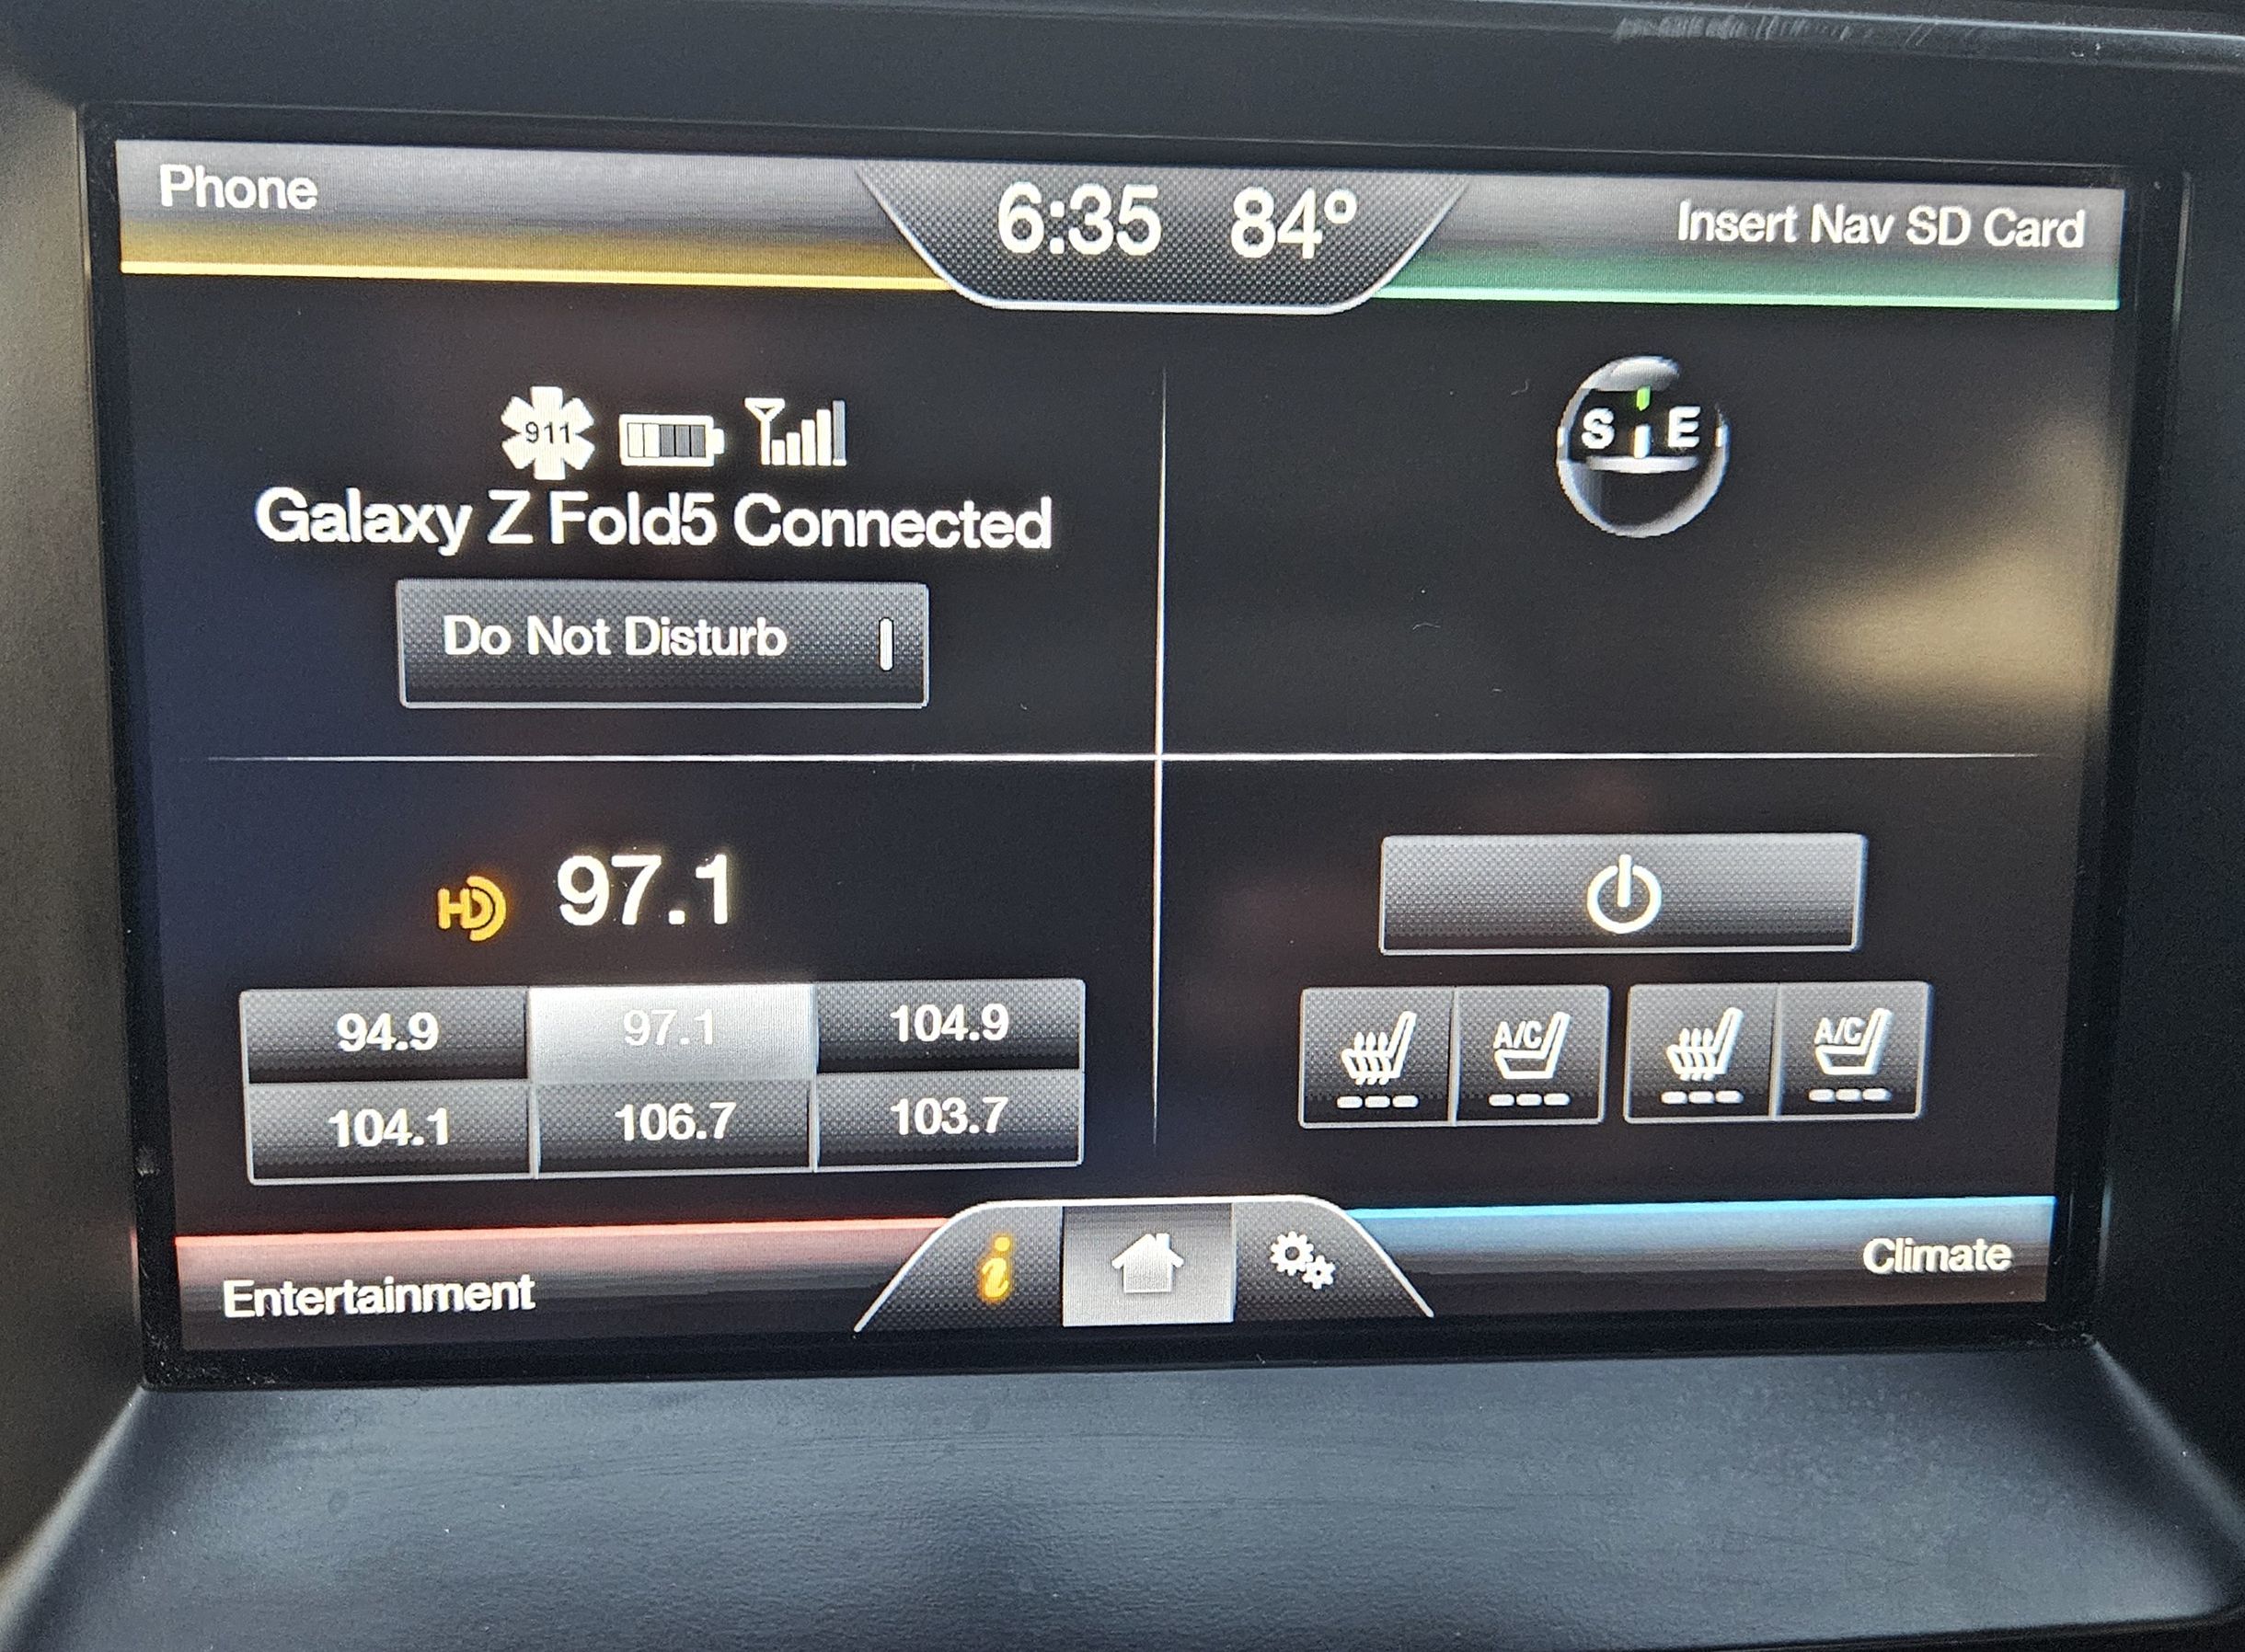 Phone
6:35 84°
Insert Nav SD Card
911
Galaxy Z Fold5 Connected
Do Not Disturb
S E
HD 97.1
94.9 97.1 104.9
104.1 106.7 103.7
A/C A/C
Entertainment
i
Climate